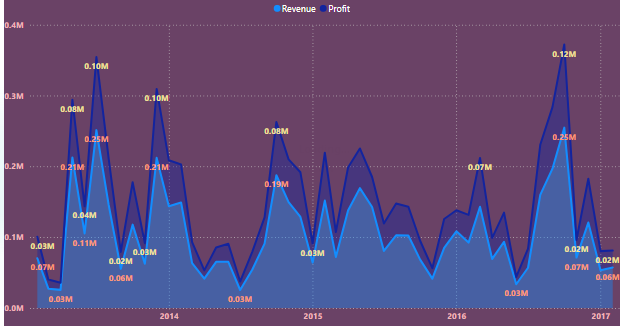 Revenue Profit
0.4M
0.12M
0.10M
0.3M
0.10M
0.08M
0.08M
0.25M
0.25M
0.2M
0.21M
0.21M
0.07M
0.19M
0.04M
0.1M
0.11M
0.03M
0.03M
0.03M
0.02M
0.02M
0.02M
0.07M
0.07M
0.06M
0.06M
0.03M
0.03M
0.03M
0.0M
2014 2015 2016 2017